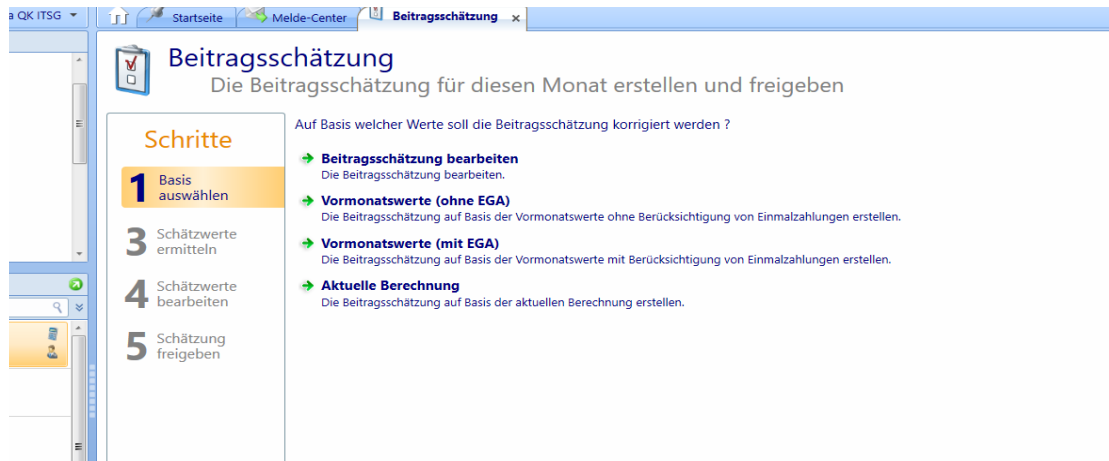 a QK ITSG
Startseite
Melde-Center
Beitragsschätzung x
Beitragsschätzung
Die Beitragsschätzung für diesen Monat erstellen und freigeben
Schritte
1 Basis
auswählen
3 Schätzwerte
ermitteln
4 Schätzwerte
bearbeiten
5 Schätzung
freigeben
Auf Basis welcher Werte soll die Beitragsschätzung korrigiert werden ?
Beitragsschätzung bearbeiten
Die Beitragsschätzung bearbeiten.
Vormonatswerte (ohne EGA)
Die Beitragsschätzung auf Basis der Vormonatswerte ohne Berücksichtigung von Einmalzahlungen erstellen.
Vormonatswerte (mit EGA)
Die Beitragsschätzung auf Basis der Vormonatswerte mit Berücksichtigung von Einmalzahlungen erstellen.
Aktuelle Berechnung
Die Beitragsschätzung auf Basis der aktuellen Berechnung erstellen.